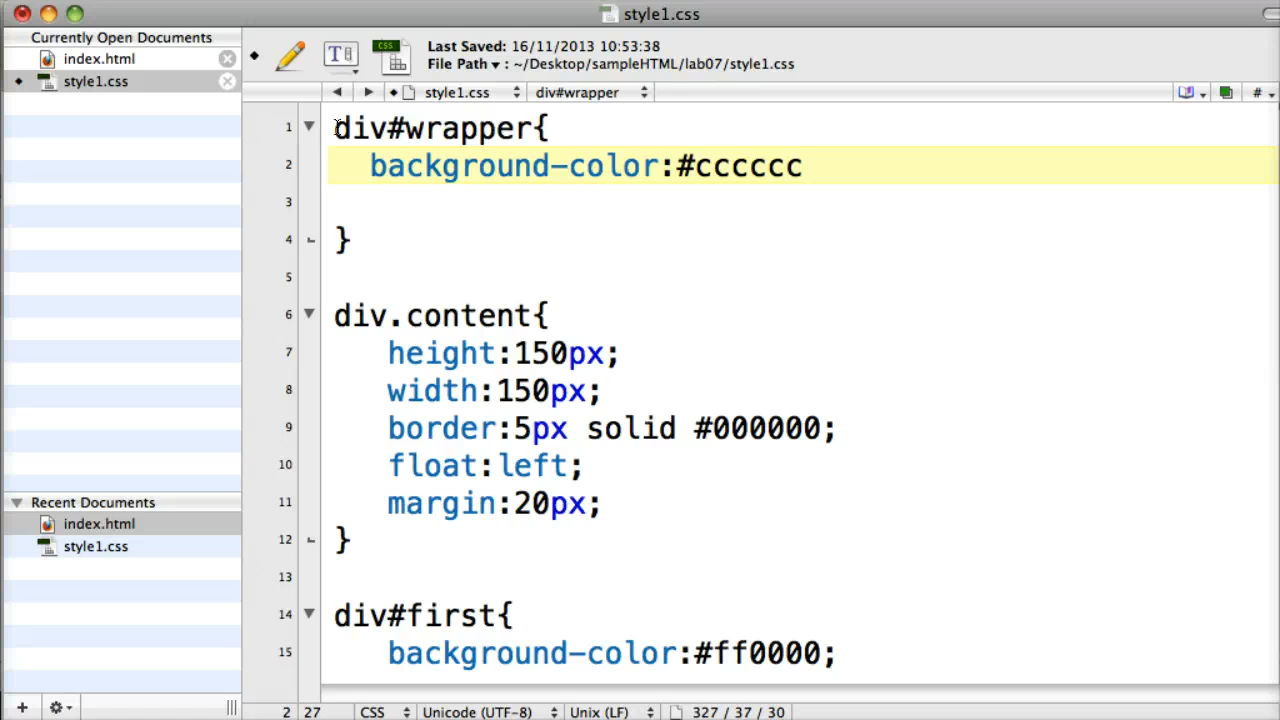 style1.css
Currently Open Documents
index.html
style1.css
Last Saved: 16/11/2013 10:53:38
File Path ▾ : ~/Desktop/sampleHTML/lab07/style1.css
style1.css
div#wrapper
#
1 div#wrapper{
2 background-color:#cccccc
3
4 }
5
6 div.content{
7 height:150px;
8 width:150px;
9 border:5px solid #000000;
10 float:left;
11 margin:20px;
12 }
13
14 div#first{
15 background-color:#ff0000;
Recent Documents
index.html
style1.css
2 27 CSS Unicode (UTF-8) Unix (LF) 327 / 37 / 30